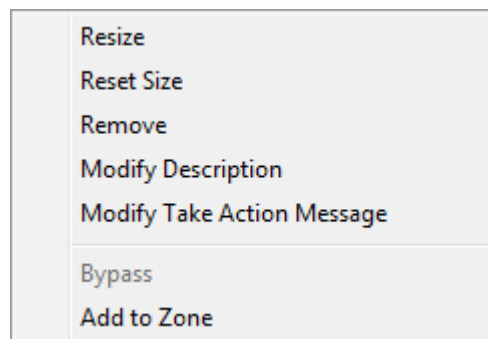 Resize
Reset Size
Remove
Modify Description
Modify Take Action Message
Bypass
Add to Zone